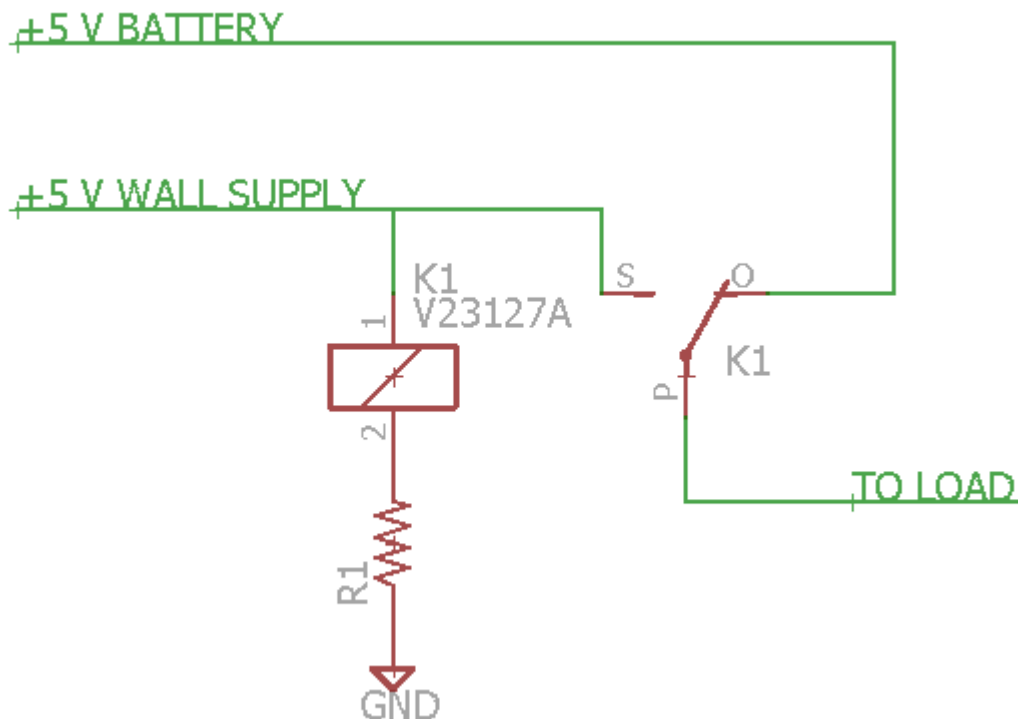 +5 V BATTERY
+5 V WALL SUPPLY
K1
V23127A
1
2
S
O
K1
P
TO LOAD
R1
GND